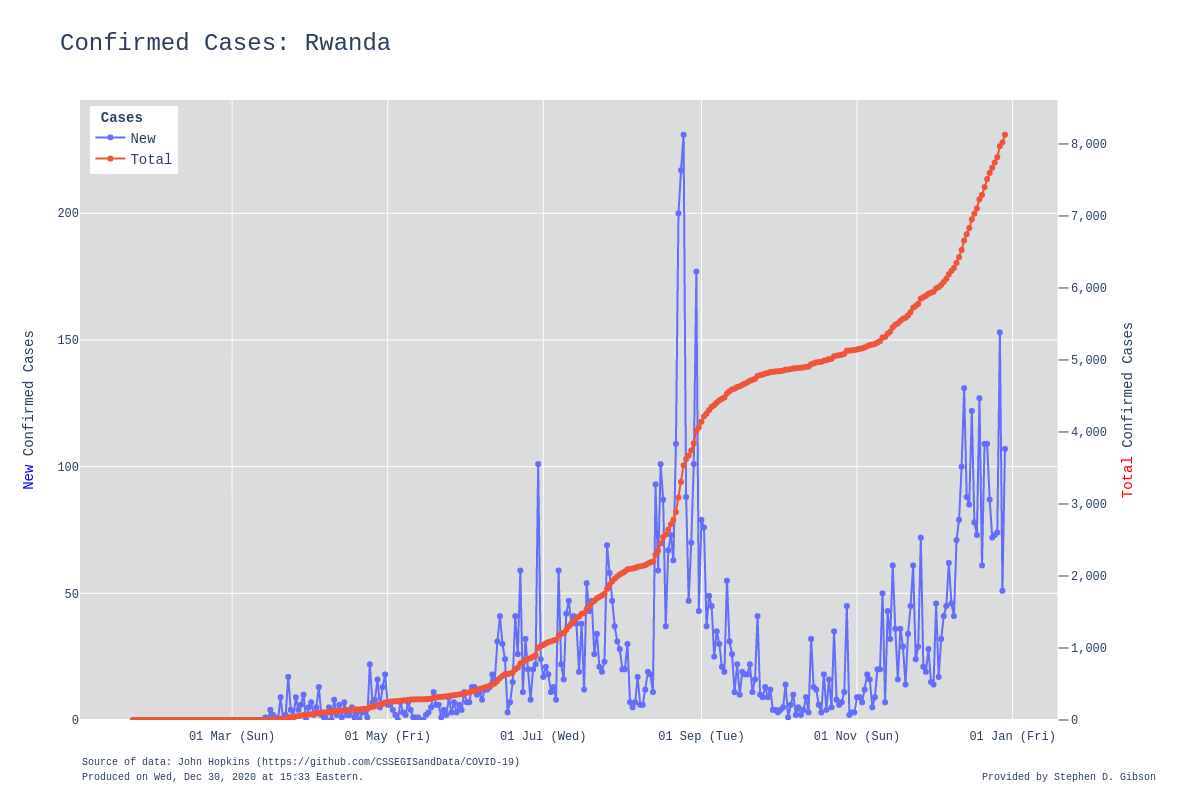 Confirmed Cases: Rwanda
Cases
New
Total
200
150
100
50
0
8,000
7,000
6,000
5,000
4,000
3,000
2,000
1,000
0
New Confirmed Cases
Total Confirmed Cases
01 Mar (Sun) 01 May (Fri) 01 Jul (Wed) 01 Sep (Tue) 01 Nov (Sun) 01 Jan (Fri)
Source of data: John Hopkins (https://github.com/CSSEGISandData/COVID-19)
Produced on Wed, Dec 30, 2020 at 15:33 Eastern.
Provided by Stephen D. Gibson